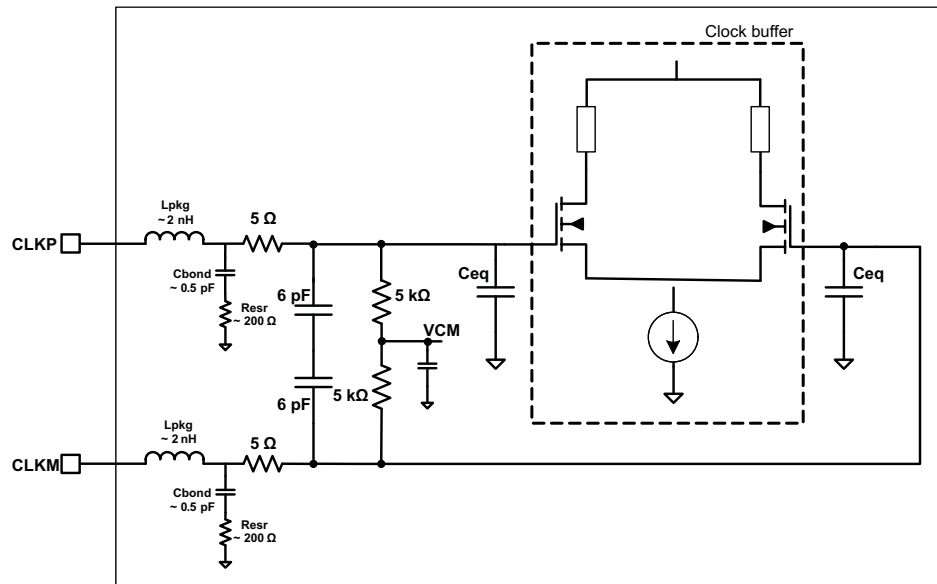 Clock buffer
Lpkg
~ 2 nH
5 Ω
CLKP
Cbond
~ 0.5 pF
Resr
~ 200 Ω
6 pF
5 kΩ
Ceq
Ceq
VCM
6 pF
5 kΩ
Lpkg
~ 2 nH
5 Ω
CLKM
Cbond
~ 0.5 pF
Resr
~ 200 Ω